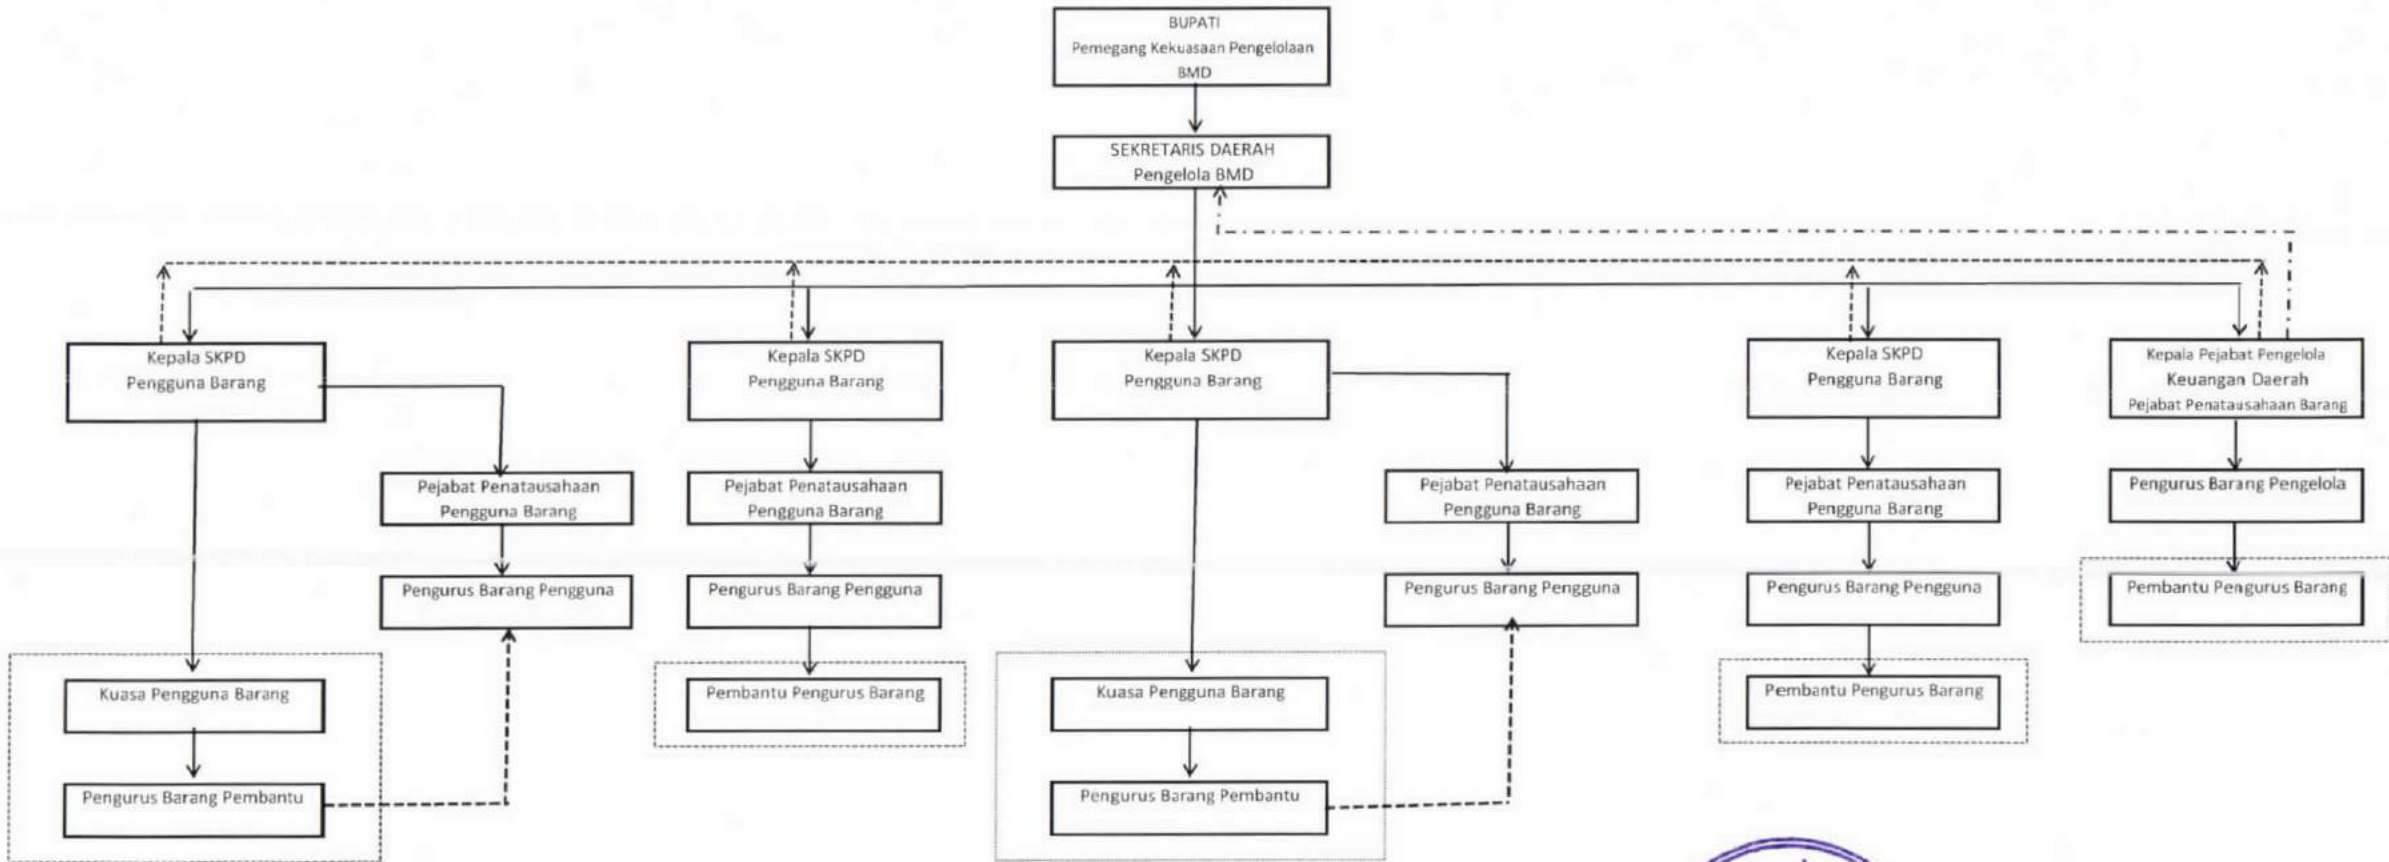 BUPATI
Pemegang Kekuasaan Pengelolaan
BMD
SEKRETARIS DAERAH
Pengelola BMD
Kepala SKPD
Pengguna Barang
Kepala SKPD
Pengguna Barang
Kepala SKPD
Pengguna Barang
Kepala SKPD
Pengguna Barang
Kepala Pejabat Pengelola
Keuangan Daerah
Pejabat Penatausahaan Barang
Pejabat Penatausahaan
Pengguna Barang
Pejabat Penatausahaan
Pengguna Barang
Pejabat Penatausahaan
Pengguna Barang
Pejabat Penatausahaan
Pengguna Barang
Pengurus Barang Pengelola
Pengurus Barang Pengguna
Pengurus Barang Pengguna
Pengurus Barang Pengguna
Pengurus Barang Pengguna
Pembantu Pengurus Barang
Kuasa Pengguna Barang
Pembantu Pengurus Barang
Kuasa Pengguna Barang
Pembantu Pengurus Barang
Pengurus Barang Pembantu
Pengurus Barang Pembantu